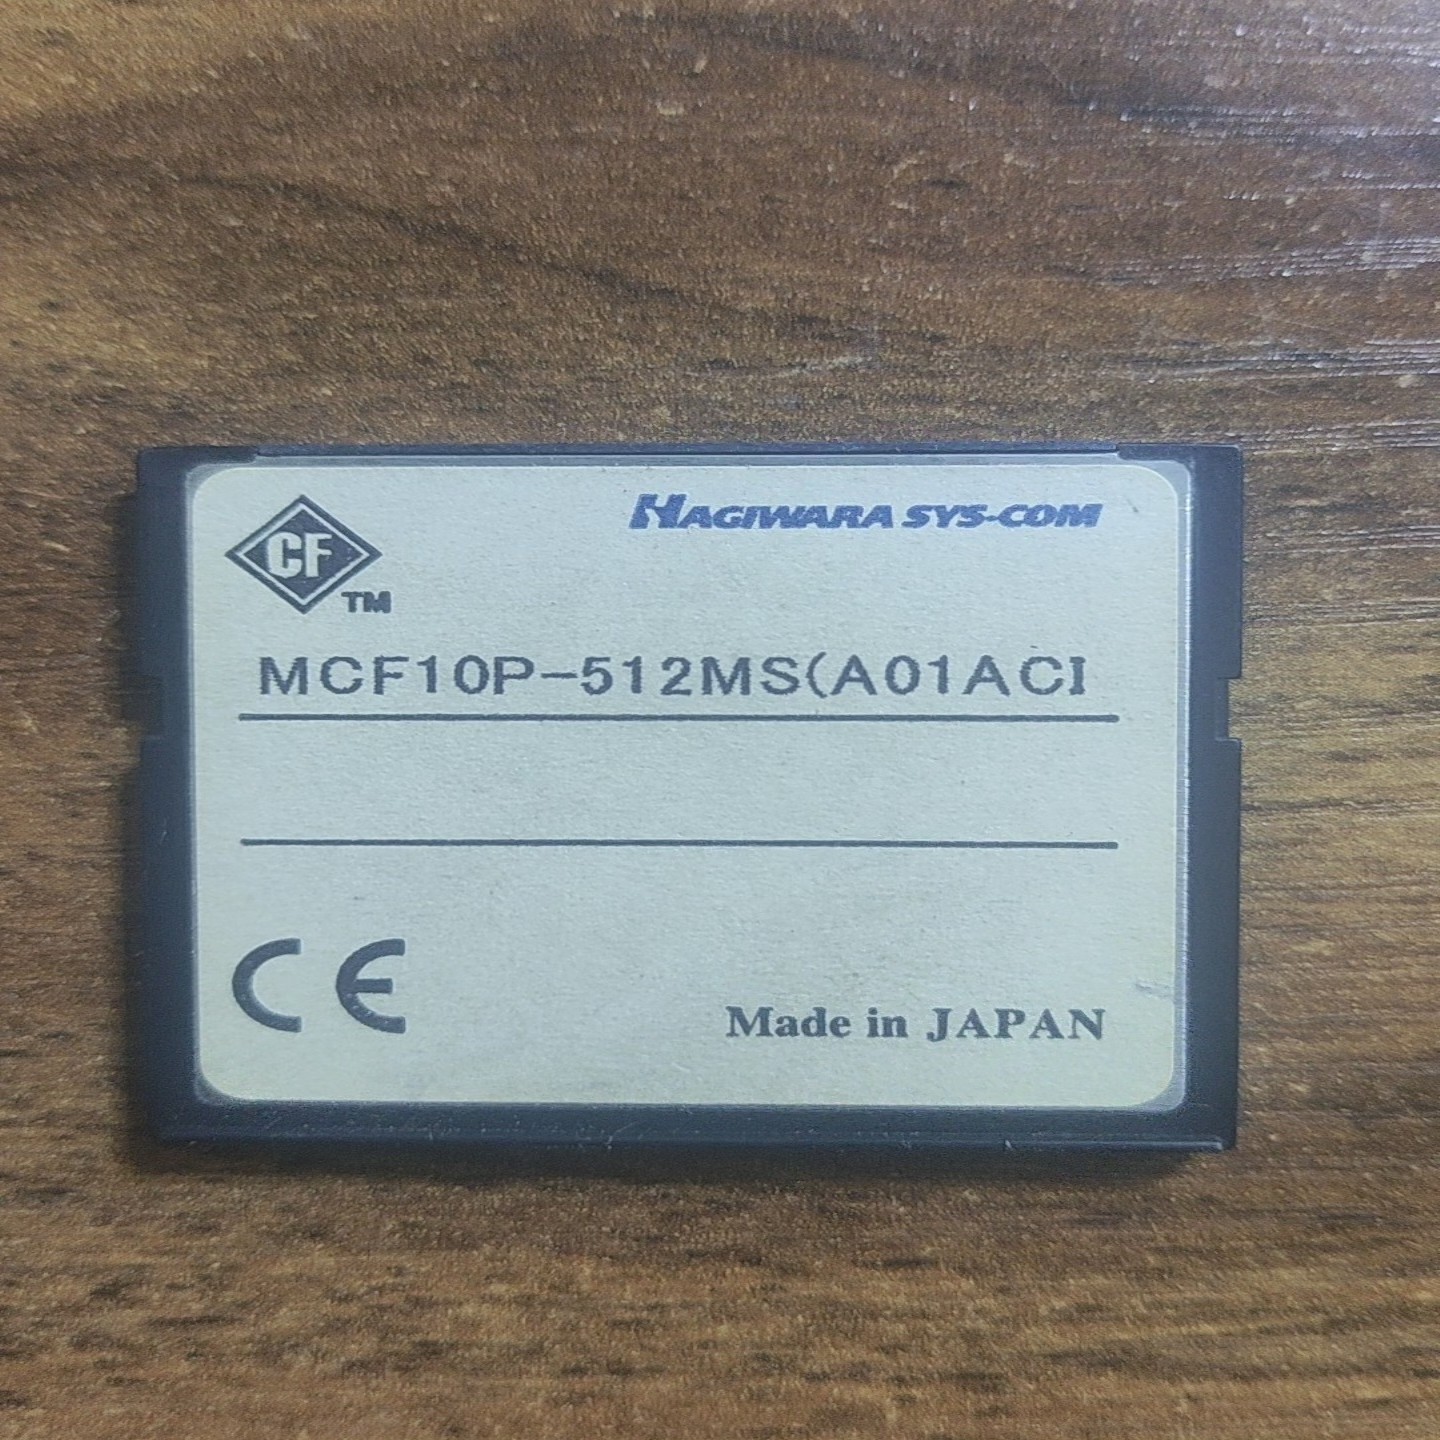 HAGIWARA SYS-COM
CF TM
MCF10P-512MS(A01ACI
CE
Made in JAPAN